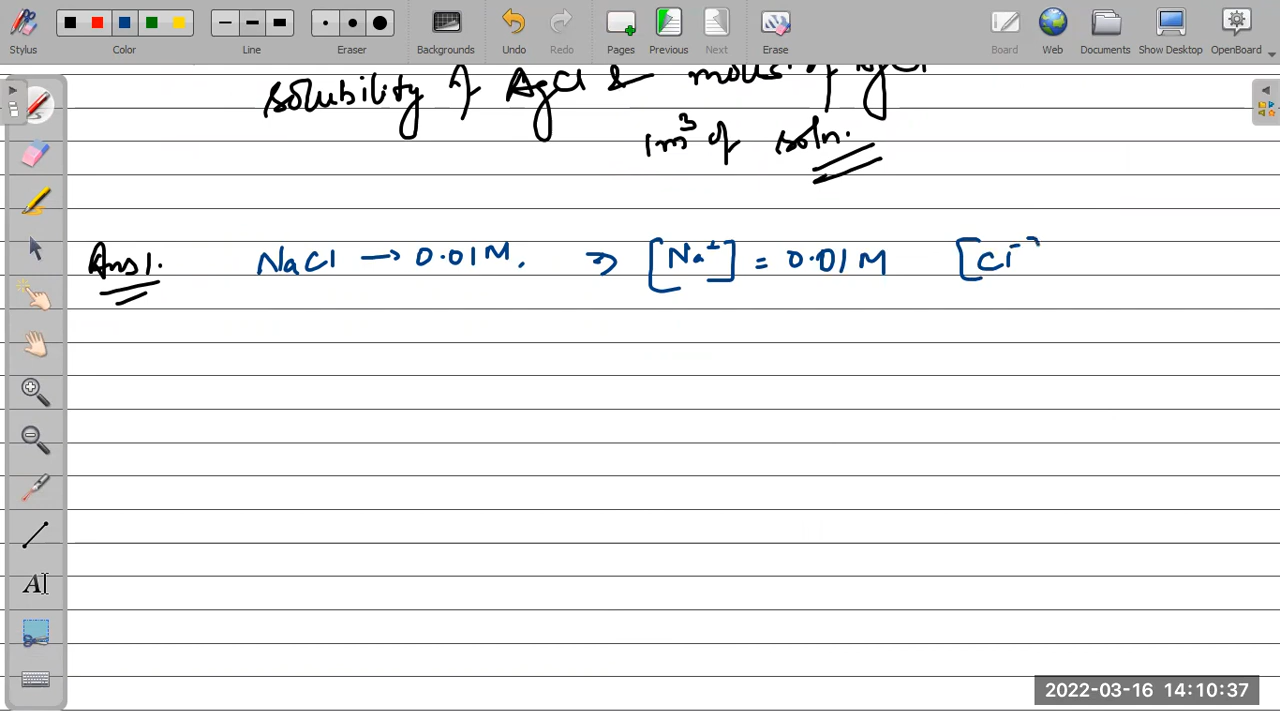 Stylus Color Line Eraser Backgrounds Undo Redo Pages Previous Next Erase Board Web Documents Show Desktop OpenBoard
solubility of AgCl & moles of AgCl
1m³ of soln.
Ans1. NaCl → 0.01M. ⇒ [Na⁺] = 0.01M [Cl⁻
2022-03-16 14:10:37